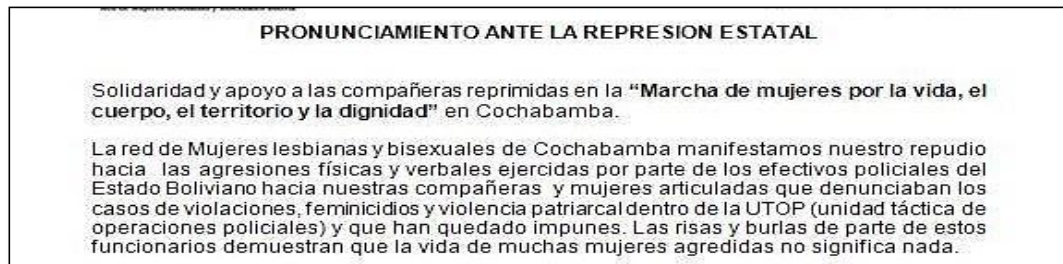 PRONUNCIAMIENTO ANTE LA REPRESION ESTATAL
Solidaridad y apoyo a las compañeras reprimidas en la “Marcha de mujeres por la vida, el
cuerpo, el territorio y la dignidad” en Cochabamba.
La red de Mujeres lesbianas y bisexuales de Cochabamba manifestamos nuestro repudio
hacia las agresiones físicas y verbales ejercidas por parte de los efectivos policiales del
Estado Boliviano hacia nuestras compañeras y mujeres articuladas que denunciaban los
casos de violaciones, feminicidios y violencia patriarcal dentro de la UTOP (unidad táctica de
operaciones policiales) y que han quedado impunes. Las risas y burlas de parte de estos
funcionarios demuestran que la vida de muchas mujeres agredidas no significa nada.